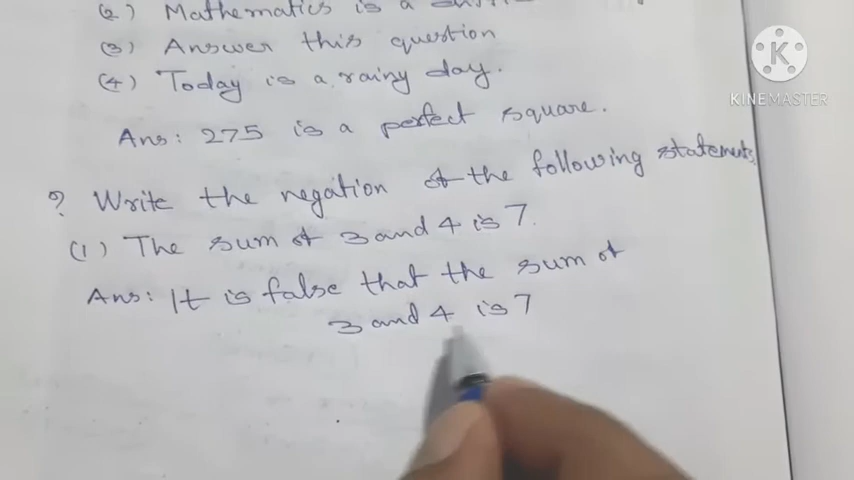 (2) Mathematics is a
(3) Answer this question
(4) Today is a rainy day.
Ans: 275 is a perfect square.
? Write the negation of the following statements.
(1) The sum of 3 and 4 is 7.
Ans: It is false that the sum of
3 and 4 is 7
K
KINEMASTER